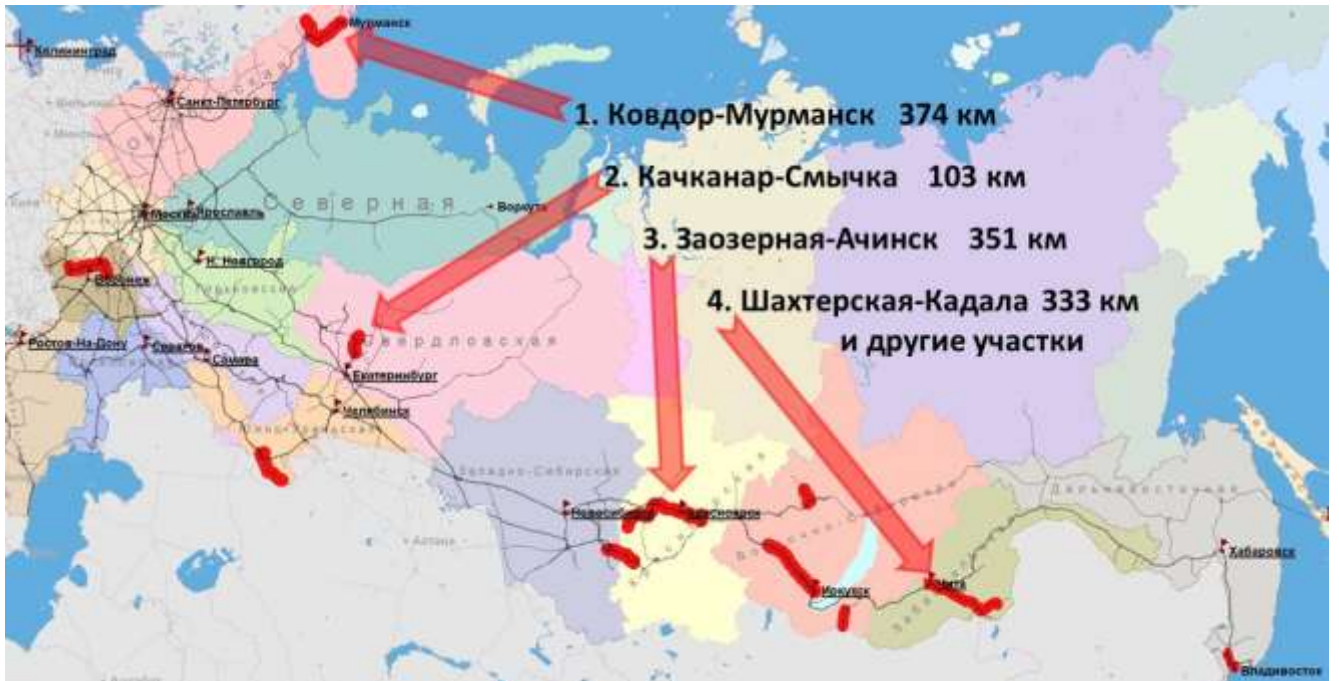 Мурманск
Калининград
1. Ковдор-Мурманск 374 км
Санкт-Петербург
2. Качканар-Смычка 103 км
Северная
Воркута
Москва
Ярославль
3. Заозерная-Ачинск 351 км
Н. Новгород
Воронеж
Горьковская
4. Шахтерская-Кадала 333 км
и другие участки
Ростов-На-Дону
Саратов
Самара
Свердловская
Екатеринбург
Челябинск
Западно-Сибирская
Дальневосточная
Новосибирск
Красноярск
Астана
Хабаровск
Иркутск
Чита
Владивосток